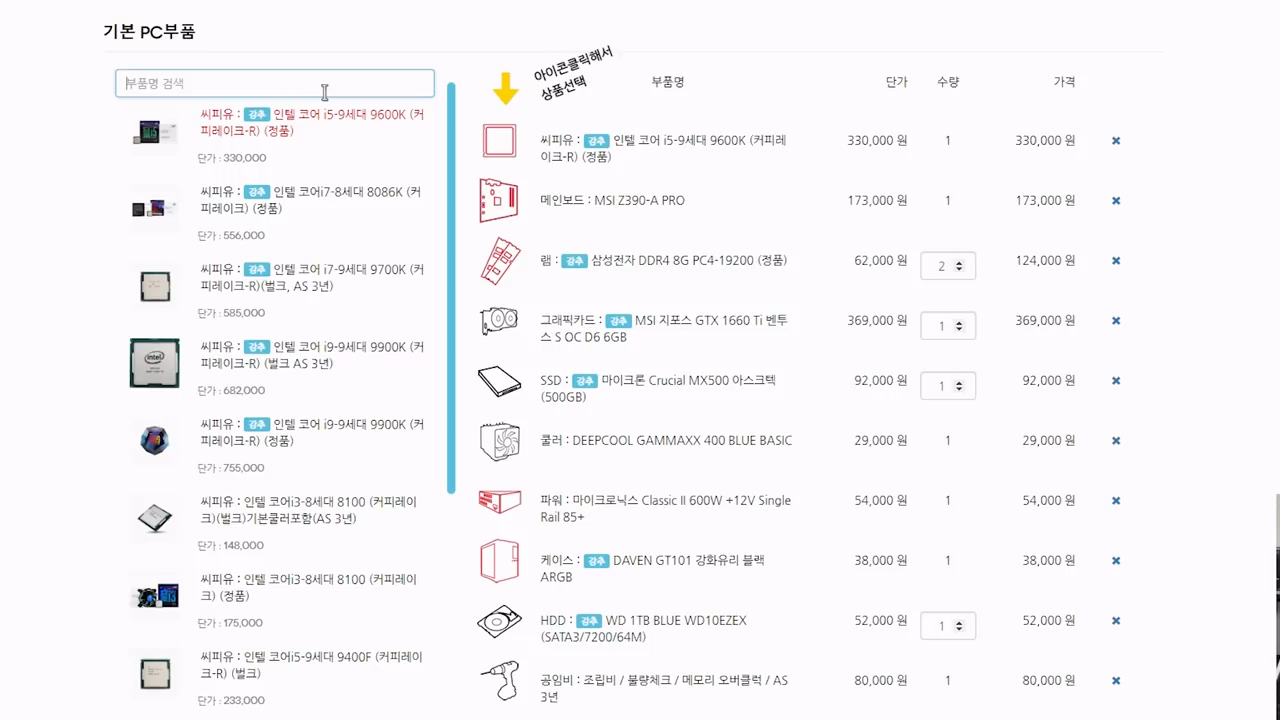 기본 PC부품
부품명 검색
씨피유 : 강추 인텔 코어 i5-9세대 9600K (커
피레이크-R) (정품)
단가 : 330,000
씨피유 : 강추 인텔 코어i7-8세대 8086K (커
피레이크) (정품)
단가 : 556,000
씨피유 : 강추 인텔 코어 i7-9세대 9700K (커
피레이크-R)(벌크, AS 3년)
단가 : 585,000
씨피유 : 강추 인텔 코어 i9-9세대 9900K (커
피레이크-R) (벌크 AS 3년)
단가 : 682,000
씨피유 : 강추 인텔 코어 i9-9세대 9900K (커
피레이크-R) (정품)
단가 : 755,000
씨피유 : 인텔 코어i3-8세대 8100 (커피레이
크)(벌크)기본쿨러포함(AS 3년)
단가 : 148,000
씨피유 : 인텔 코어i3-8세대 8100 (커피레이
크) (정품)
단가 : 175,000
씨피유 : 인텔 코어i5-9세대 9400F (커피레이
크-R) (벌크)
단가 : 233,000
아이콘클릭해서
상품선택
부품명 단가 수량 가격
씨피유 : 강추 인텔 코어 i5-9세대 9600K (커피레 330,000 원 1 330,000 원
이크-R) (정품)
메인보드 : MSI Z390-A PRO 173,000 원 1 173,000 원
램 : 강추 삼성전자 DDR4 8G PC4-19200 (정품) 62,000 원 2 124,000 원
그래픽카드 : 강추 MSI 지포스 GTX 1660 Ti 벤투 369,000 원 1 369,000 원
스 S OC D6 6GB
SSD : 강추 마이크론 Crucial MX500 아스크텍 92,000 원 1 92,000 원
(500GB)
쿨러 : DEEPCOOL GAMMAXX 400 BLUE BASIC 29,000 원 1 29,000 원
파워 : 마이크로닉스 Classic II 600W +12V Single 54,000 원 1 54,000 원
Rail 85+
케이스 : 강추 DAVEN GT101 강화유리 블랙 38,000 원 1 38,000 원
ARGB
HDD : 강추 WD 1TB BLUE WD10EZEX 52,000 원 1 52,000 원
(SATA3/7200/64M)
공임비 : 조립비 / 불량체크 / 메모리 오버클럭 / AS 80,000 원 1 80,000 원
3년